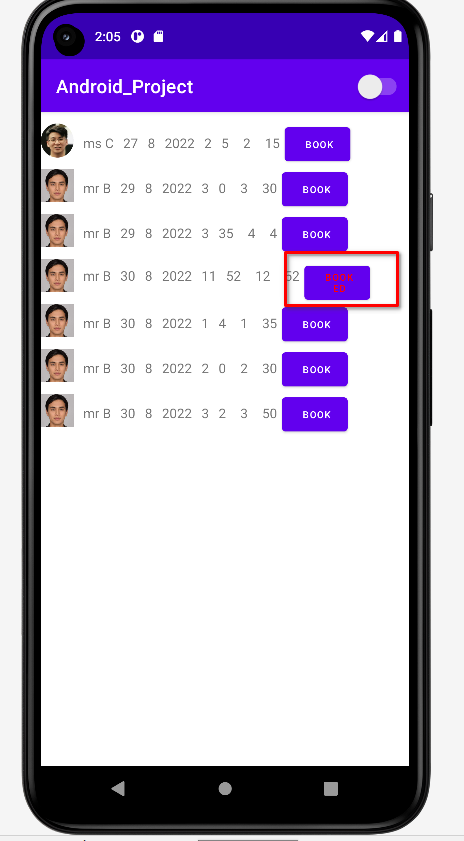 2:05
Android_Project
ms C 27 8 2022 2 5 2 15 BOOK
mr B 29 8 2022 3 0 3 30 BOOK
mr B 29 8 2022 3 35 4 4 BOOK
mr B 30 8 2022 11 52 12 52 BOOK
ED
mr B 30 8 2022 1 4 1 35 BOOK
mr B 30 8 2022 2 0 2 30 BOOK
mr B 30 8 2022 3 2 3 50 BOOK